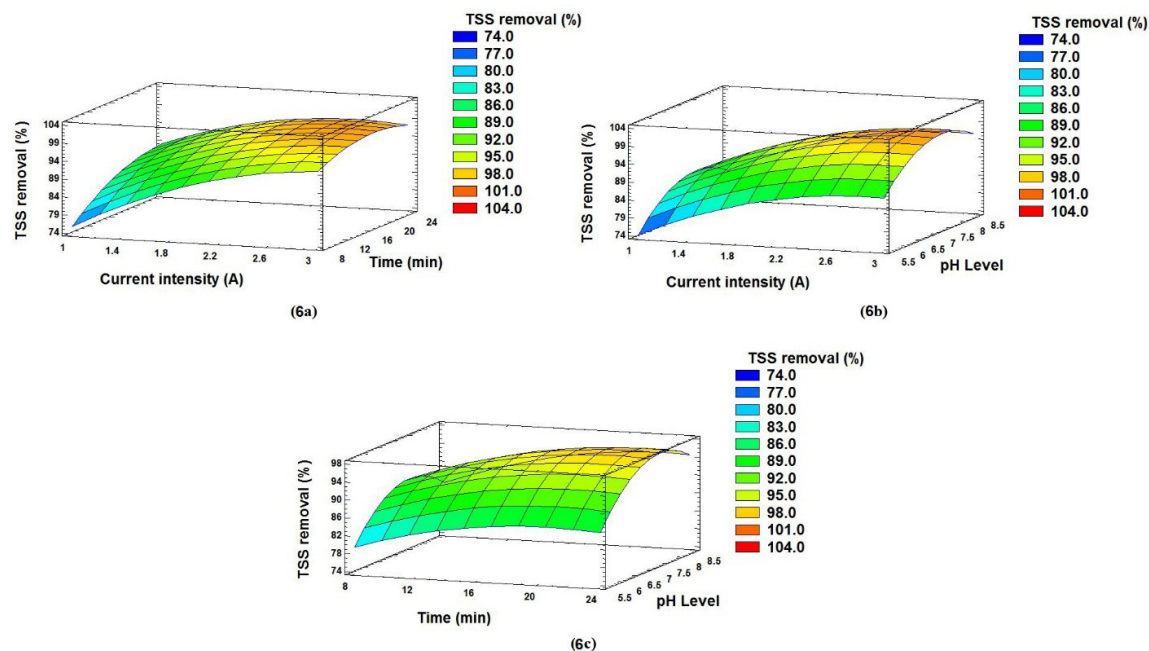 TSS removal (%)
74.0
77.0
80.0
83.0
86.0
89.0
92.0
95.0
98.0
101.0
104.0
TSS removal (%)
104
99
94
89
84
79
74
1 1.4 1.8 2.2 2.6 3
Current intensity (A)
8 12 16 20 24
Time (min)
(6a)
TSS removal (%)
74.0
77.0
80.0
83.0
86.0
89.0
92.0
95.0
98.0
101.0
104.0
TSS removal (%)
104
99
94
89
84
79
74
1 1.4 1.8 2.2 2.6 3
Current intensity (A)
5.5 6 6.5 7 7.5 8 8.5
pH Level
(6b)
TSS removal (%)
74.0
77.0
80.0
83.0
86.0
89.0
92.0
95.0
98.0
101.0
104.0
TSS removal (%)
98
94
90
86
82
78
74
8 12 16 20 24
Time (min)
5.5 6 6.5 7 7.5 8 8.5
pH Level
(6c)